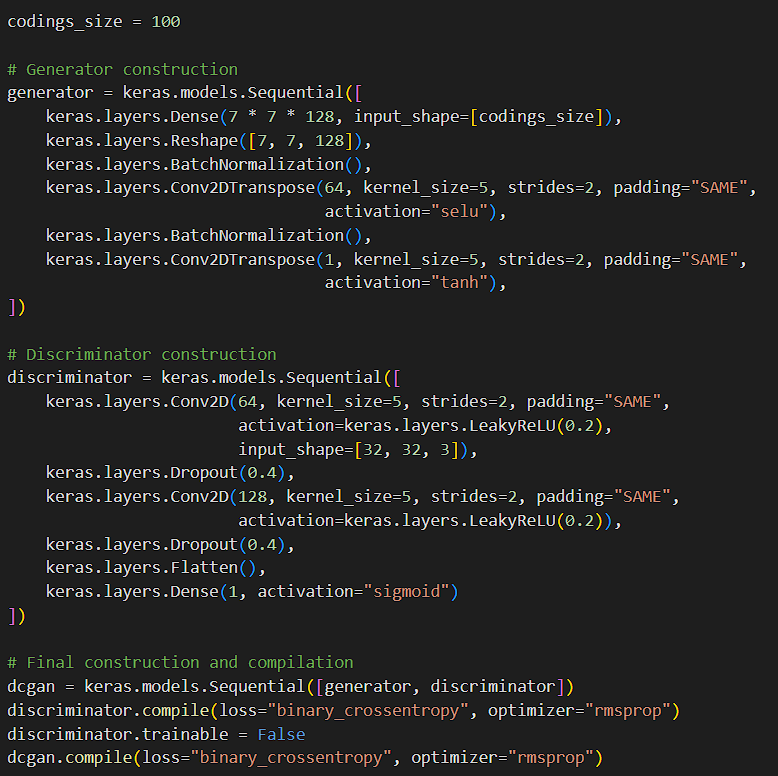 codings_size = 100
# Generator construction
generator = keras.models.Sequential([
    keras.layers.Dense(7 * 7 * 128, input_shape=[codings_size]),
    keras.layers.Reshape([7, 7, 128]),
    keras.layers.BatchNormalization(),
    keras.layers.Conv2DTranspose(64, kernel_size=5, strides=2, padding="SAME",
                                 activation="selu"),
    keras.layers.BatchNormalization(),
    keras.layers.Conv2DTranspose(1, kernel_size=5, strides=2, padding="SAME",
                                 activation="tanh"),
])
# Discriminator construction
discriminator = keras.models.Sequential([
    keras.layers.Conv2D(64, kernel_size=5, strides=2, padding="SAME",
                        activation=keras.layers.LeakyReLU(0.2),
                        input_shape=[32, 32, 3]),
    keras.layers.Dropout(0.4),
    keras.layers.Conv2D(128, kernel_size=5, strides=2, padding="SAME",
                        activation=keras.layers.LeakyReLU(0.2)),
    keras.layers.Dropout(0.4),
    keras.layers.Flatten(),
    keras.layers.Dense(1, activation="sigmoid")
])
# Final construction and compilation
dcgan = keras.models.Sequential([generator, discriminator])
discriminator.compile(loss="binary_crossentropy", optimizer="rmsprop")
discriminator.trainable = False
dcgan.compile(loss="binary_crossentropy", optimizer="rmsprop")